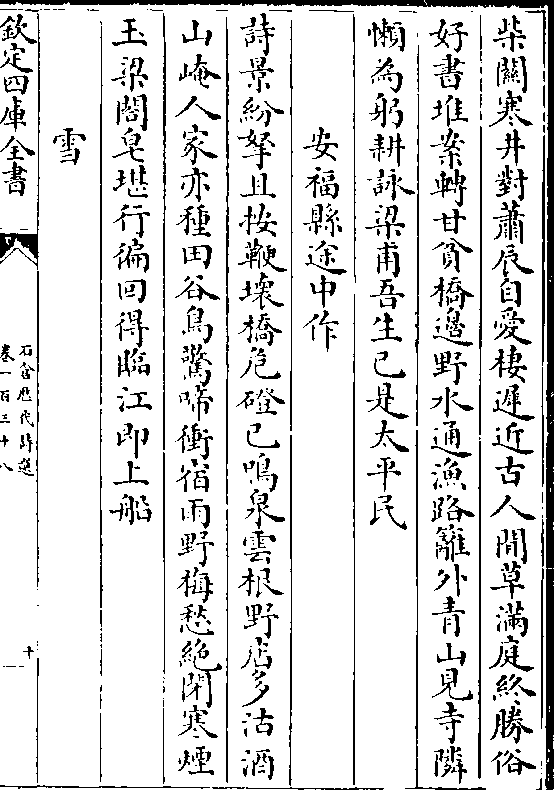 柴關寒井對蕭辰自愛棲遲近古人閒草滿庭終勝俗
好書堆案轉甘貧橋邊野水通漁路籬外青山見寺隣
懶為躬耕詠梁甫吾生已是太平民
安福縣途中作
詩景紛拏且按鞭壞橋危磴已鳴泉雲根野店多沽酒
山崦人家亦種田谷鳥驚啼衝宿雨野梅愁絶閉寒煙
玉梁閤皂堪行徧回得臨江即上船
雪
欽定四庫全書
石倉歷代詩選
卷一百三十八
十